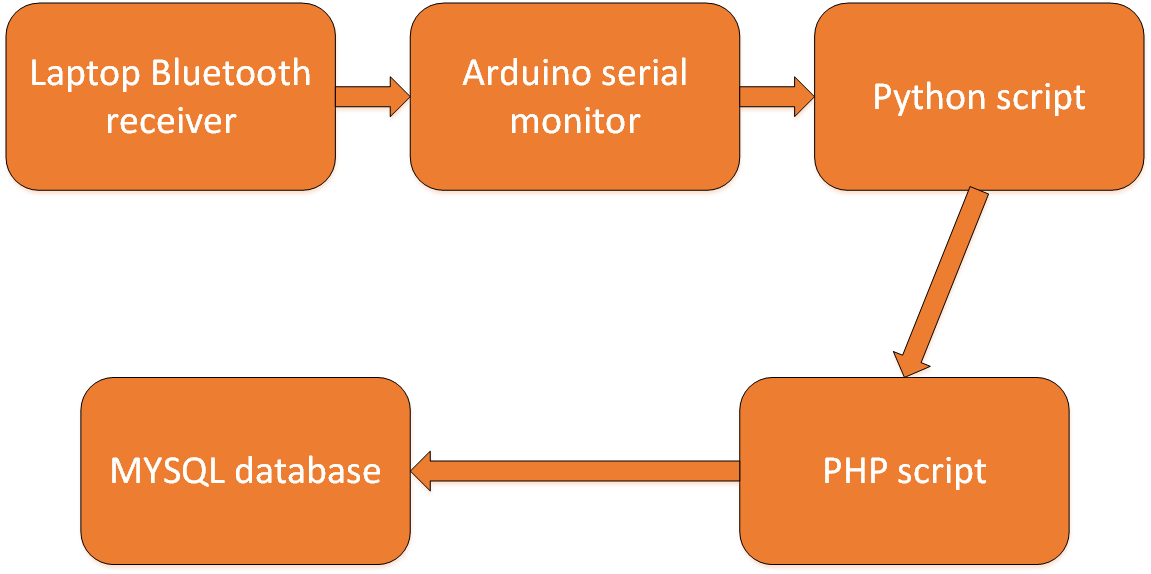 Laptop Bluetooth
receiver
Arduino serial
monitor
Python script
MYSQL database
PHP script